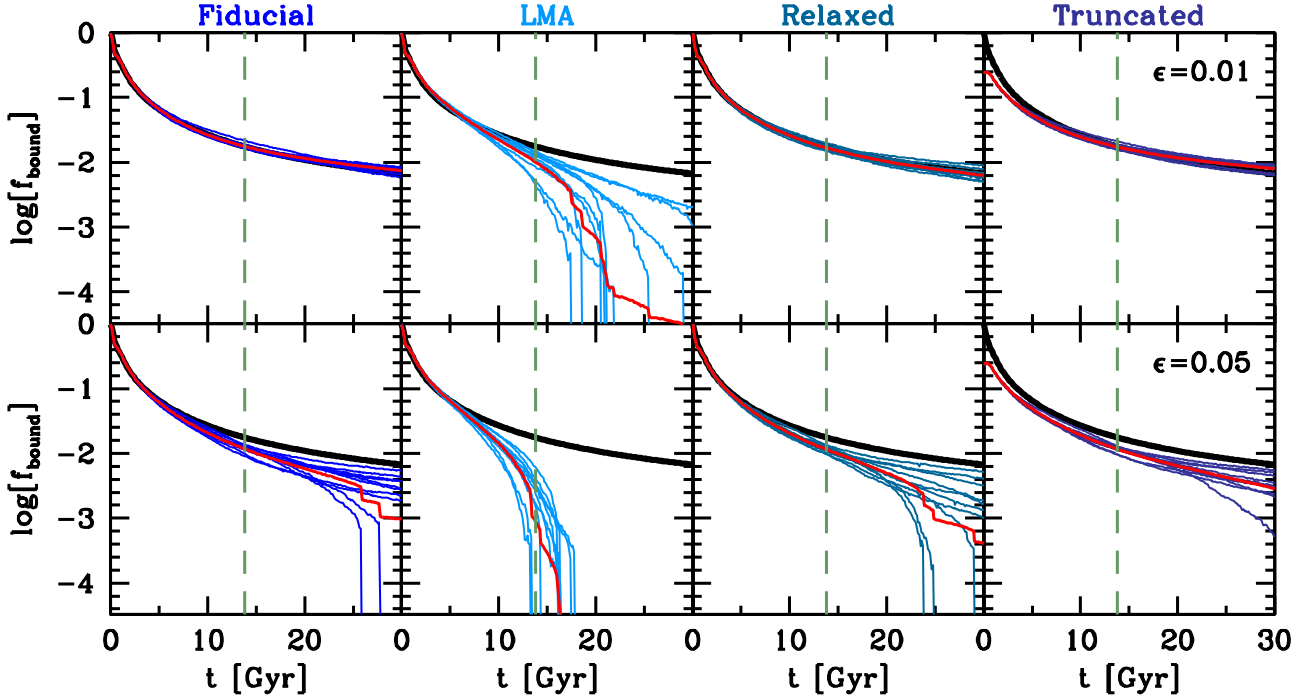 Fiducial LMA Relaxed Truncated
0
ϵ=0.01
-1
log[f_bound]
-2
-3
-4
0
ϵ=0.05
-1
log[f_bound]
-2
-3
-4
0 10 20 0 10 20 0 10 20 0 10 20 30
t [Gyr] t [Gyr] t [Gyr] t [Gyr]